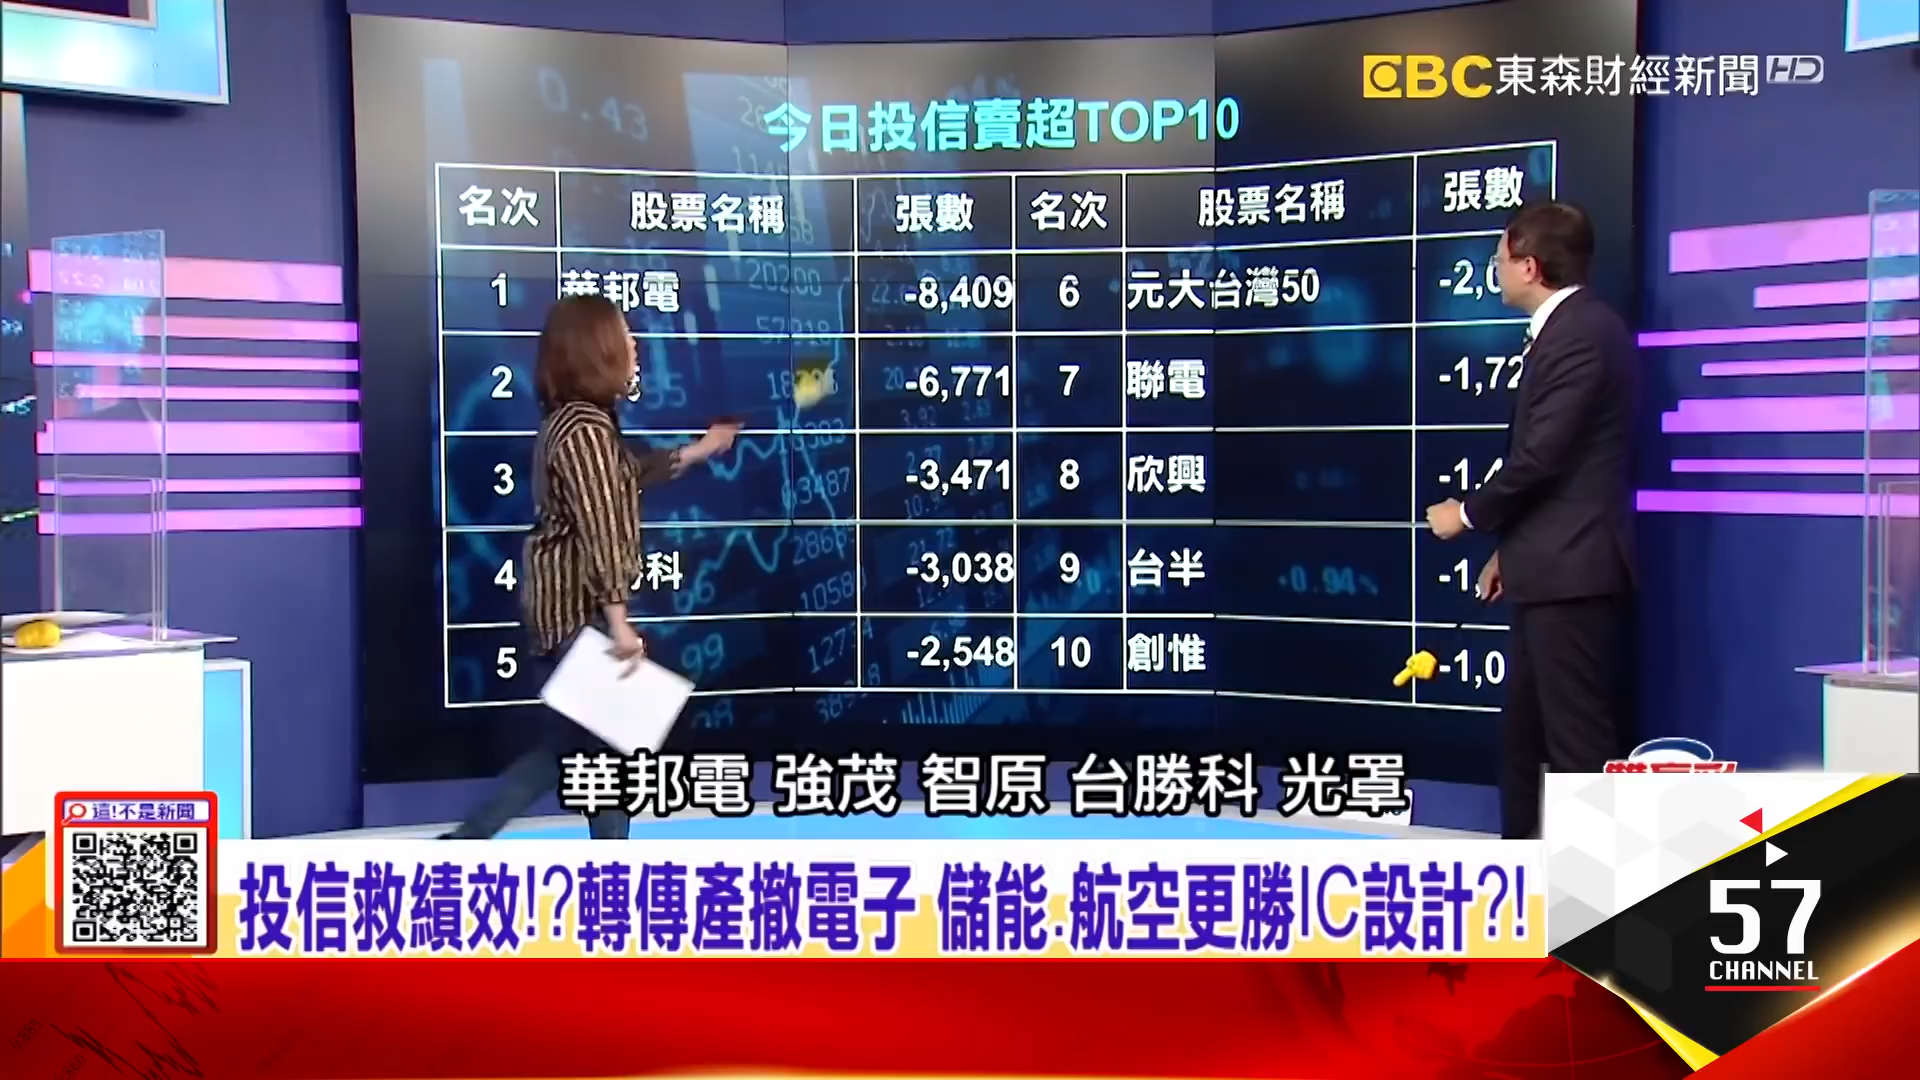 EBC東森財經新聞HD
今日投信賣超TOP10
名次 股票名稱 張數 名次 股票名稱 張數
1 華邦電 -8,409 6 元大台灣50
2 -6,771 7 聯電
3 -3,471 8 欣興
4 勝科 -3,038 9 台半
5 -2,548 10 創惟
華邦電 強茂 智原 台勝科 光罩
這!不是新聞
投信救績效!?轉傳產撤電子 儲能.航空更勝IC設計?!
57
CHANNEL